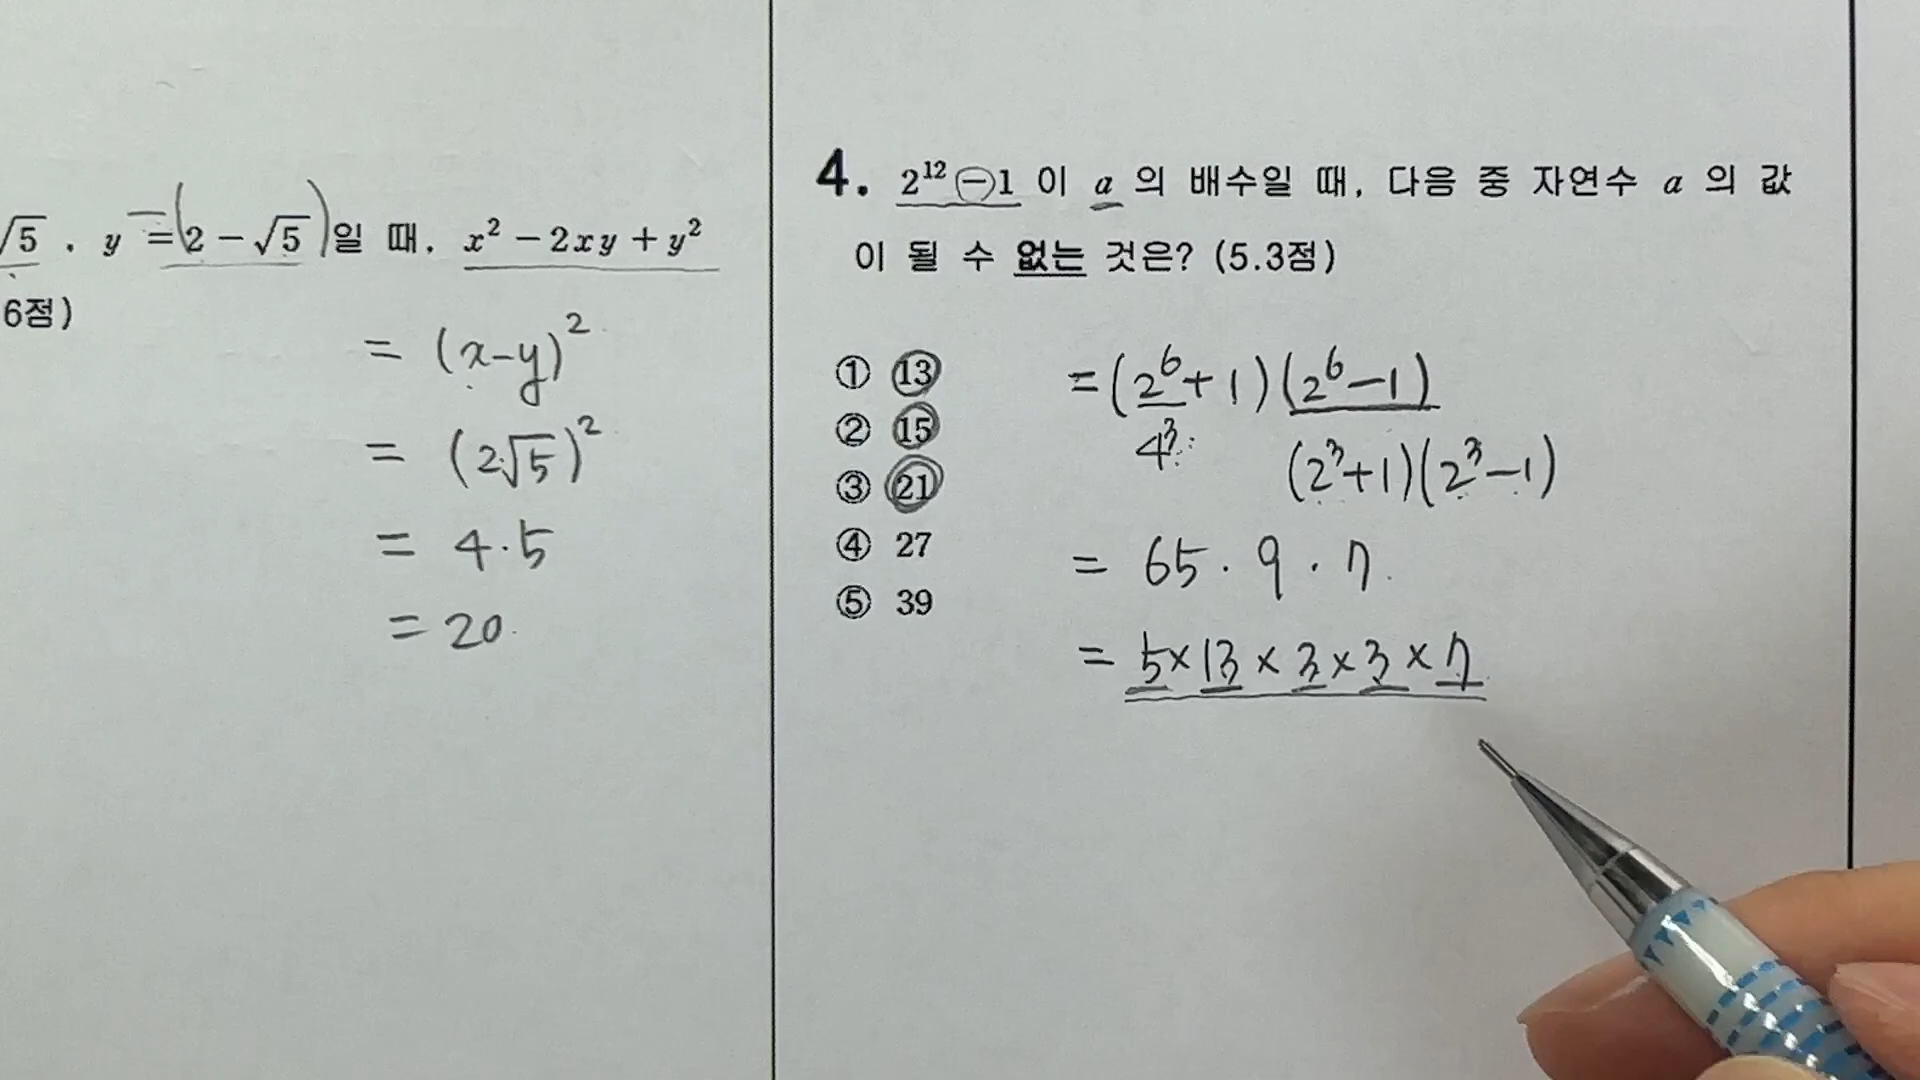 √5 , y = (2 − √5) 일 때, x² − 2xy + y²
6점)
= (x−y)²
= (2√5)²
= 4·5
= 20.
4. 2¹² − 1 이 a 의 배수일 때, 다음 중 자연수 a 의 값
이 될 수 없는 것은? (5.3점)
① 13
② 15
③ 21
④ 27
⑤ 39
= (2⁶+1)(2⁶−1)
4³
(2³+1)(2³−1)
= 65 · 9 · 7
= 5×13×3×3×7